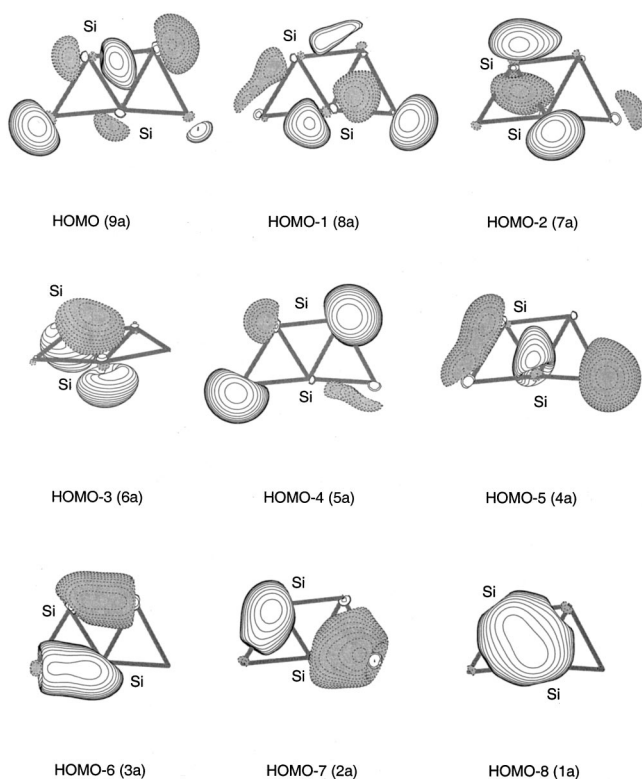 Si
Si
HOMO (9a)
Si
Si
HOMO-1 (8a)
Si
Si
HOMO-2 (7a)
Si
Si
HOMO-3 (6a)
Si
Si
HOMO-4 (5a)
Si
Si
HOMO-5 (4a)
Si
Si
HOMO-6 (3a)
Si
Si
HOMO-7 (2a)
Si
Si
HOMO-8 (1a)